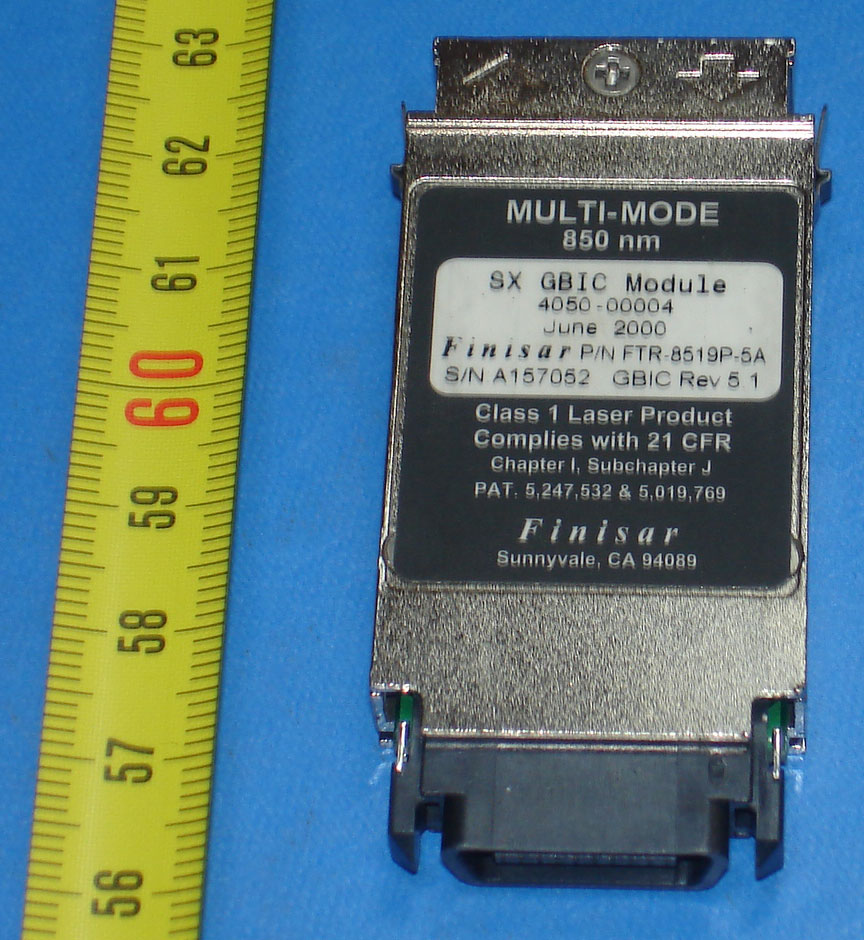 63
62
61
60
59
58
57
56
MULTI-MODE
850 nm
SX GBIC Module
4050-00004
June 2000
Finisar P/N FTR-8519P-5A
S/N A157052 GBIC Rev 5.1
Class 1 Laser Product
Complies with 21 CFR
Chapter I, Subchapter J
PAT. 5,247,532 & 5,019,769
Finisar
Sunnyvale, CA 94089